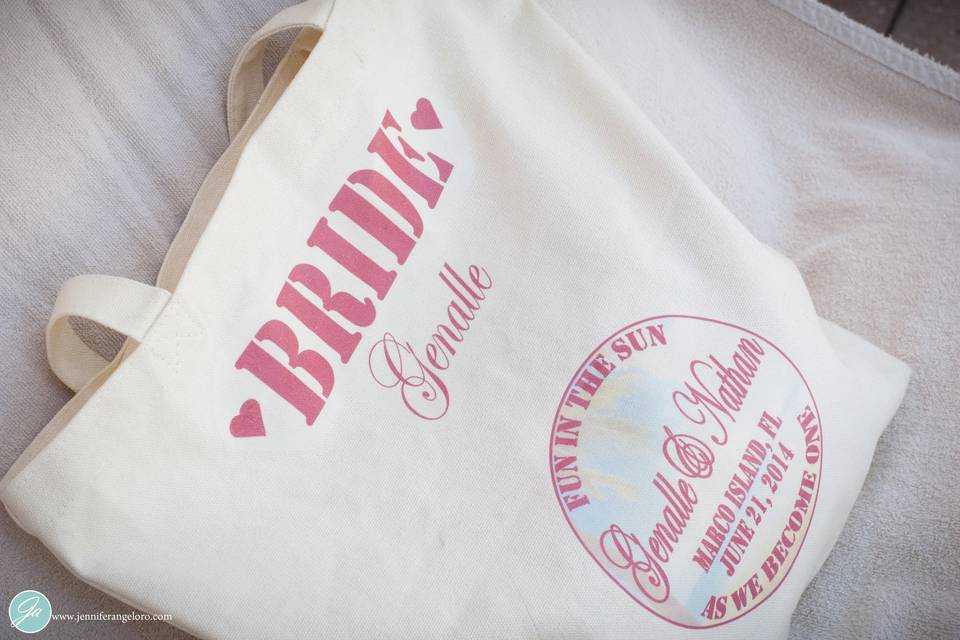 BRIDE
Genalle
FUN IN THE SUN
Genalle & Nathan
MARCO ISLAND, FL
JUNE 21, 2014
AS WE BECOME ONE
Ja
www.jenniferangeloro.com